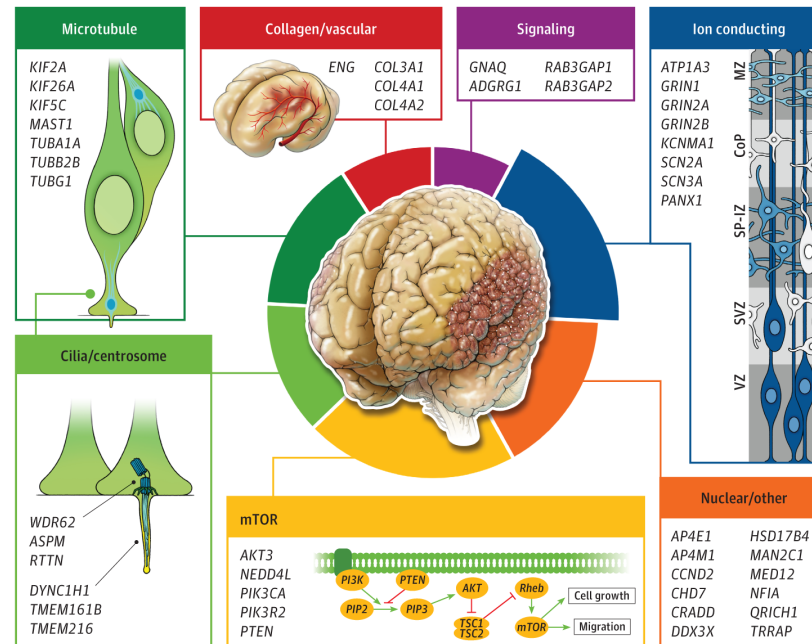 Microtubule
KIF2A
KIF26A
KIF5C
MAST1
TUBA1A
TUBB2B
TUBG1
Collagen/vascular
ENG COL3A1
COL4A1
COL4A2
Signaling
GNAQ RAB3GAP1
ADGRG1 RAB3GAP2
Ion conducting
ATP1A3
GRIN1
GRIN2A
GRIN2B
KCNMA1
SCN2A
SCN3A
PANX1
MZ
CoP
SP-IZ
SVZ
VZ
Cilia/centrosome
WDR62
ASPM
RTTN
DYNC1H1
TMEM161B
TMEM216
mTOR
AKT3
NEDD4L
PIK3CA
PIK3R2
PTEN
PI3K PTEN AKT Rheb
PIP2 PIP3 TSC1 mTOR
TSC2
Cell growth
Migration
Nuclear/other
AP4E1 HSD17B4
AP4M1 MAN2C1
CCND2 MED12
CHD7 NFIA
CRADD QRICH1
DDX3X TRRAP